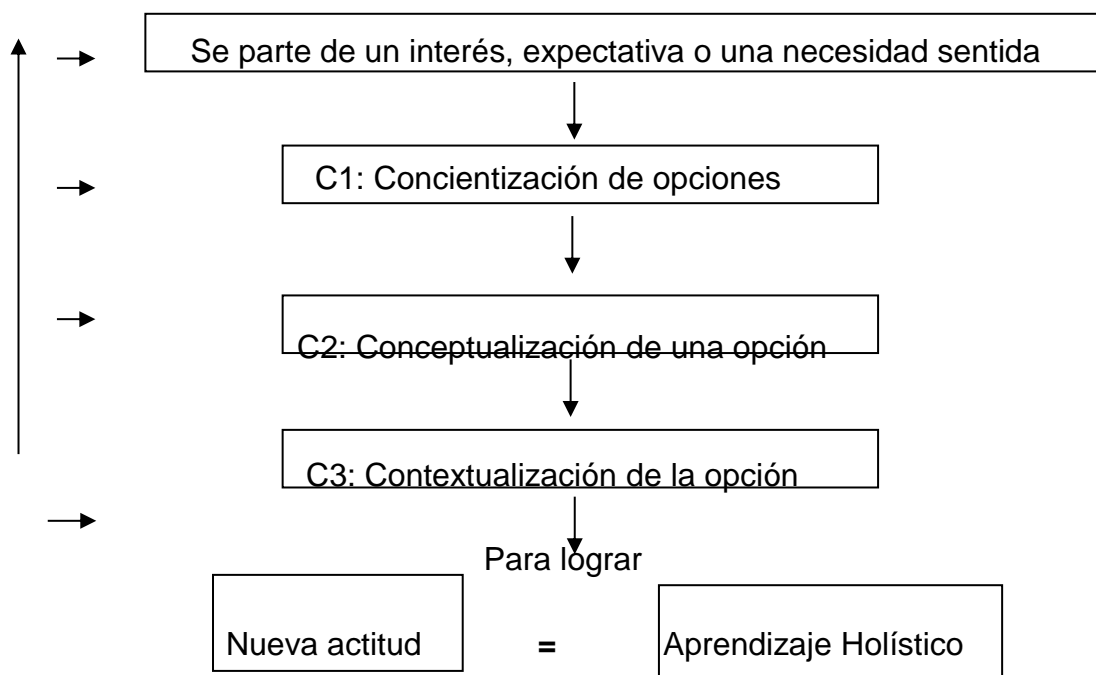 Se parte de un interés, expectativa o una necesidad sentida
C1: Concientización de opciones
C2: Conceptualización de una opción
C3: Contextualización de la opción
Para lograr
Nueva actitud = Aprendizaje Holístico